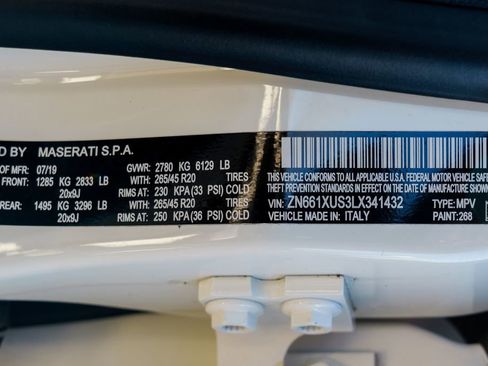 D BY MASERATI S.P.A.
OF MFR: 07/19 GVWR: 2780 KG 6129 LB
FRONT: 1285 KG 2833 LB WITH: 265/45 R20 TIRES
20x9J RIMS AT: 230 KPA(33 PSI) COLD
REAR: 1495 KG 3296 LB WITH: 265/45 R20 TIRES
20x9J RIMS AT: 250 KPA(36 PSI) COLD
THIS VEHICLE CONFORMS TO ALL APPLICABLE U.S. FEDERAL MOTOR VEHICLE SAFE
THEFT PREVENTION STANDARDS IN EFFECT ON THE DATE OF MANUFACTURE SHOWN
VIN: ZN661XUS3LX341432 TYPE: MPV
MADE IN: ITALY PAINT: 268